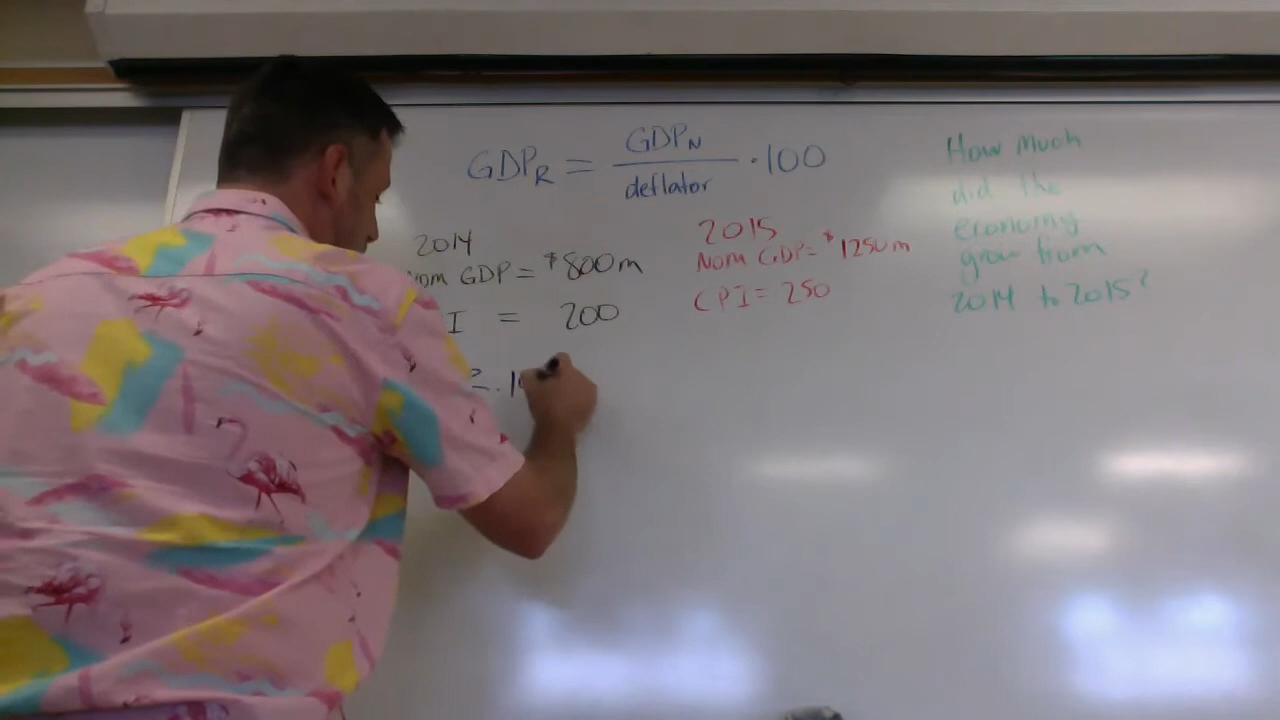 GDP_R = GDP_N / deflator · 100
2014
Nom GDP = $800m
I = 200
2015
Nom GDP = $1250m
CPI = 250
How Much
did the
economy
grow from
2014 to 2015?